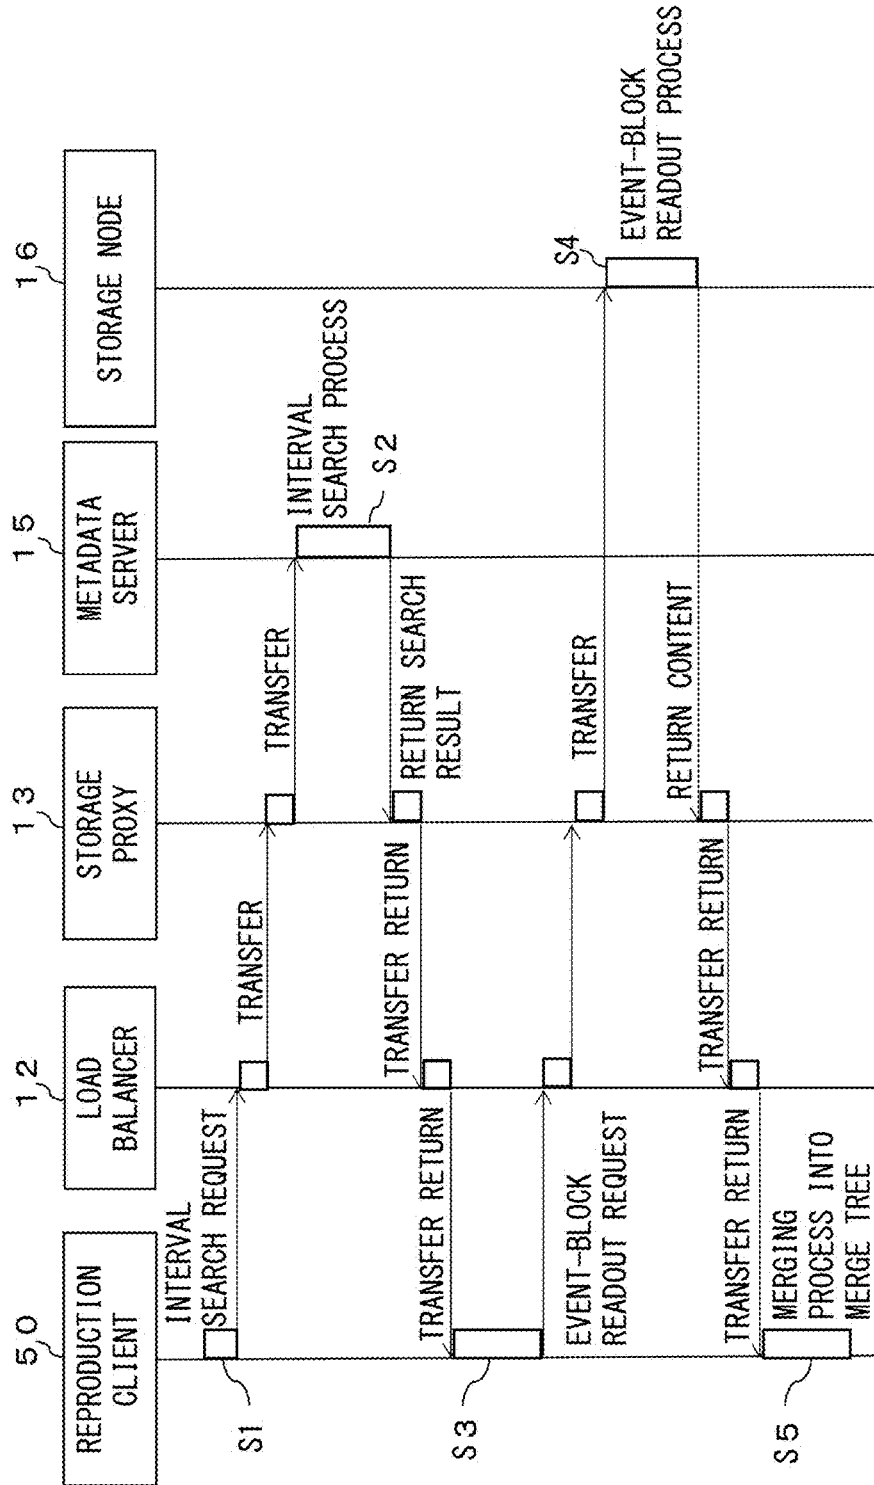 50
REPRODUCTION
CLIENT
12
LOAD
BALANCER
13
STORAGE
PROXY
15
METADATA
SERVER
16
STORAGE NODE
S1
INTERVAL
SEARCH REQUEST
TRANSFER
TRANSFER
INTERVAL
SEARCH PROCESS
S2
RETURN SEARCH
RESULT
TRANSFER RETURN
TRANSFER RETURN
S3
EVENT-BLOCK
READOUT REQUEST
TRANSFER
S4
EVENT-BLOCK
READOUT PROCESS
RETURN CONTENT
TRANSFER RETURN
TRANSFER RETURN
S5
MERGING
PROCESS INTO
MERGE TREE